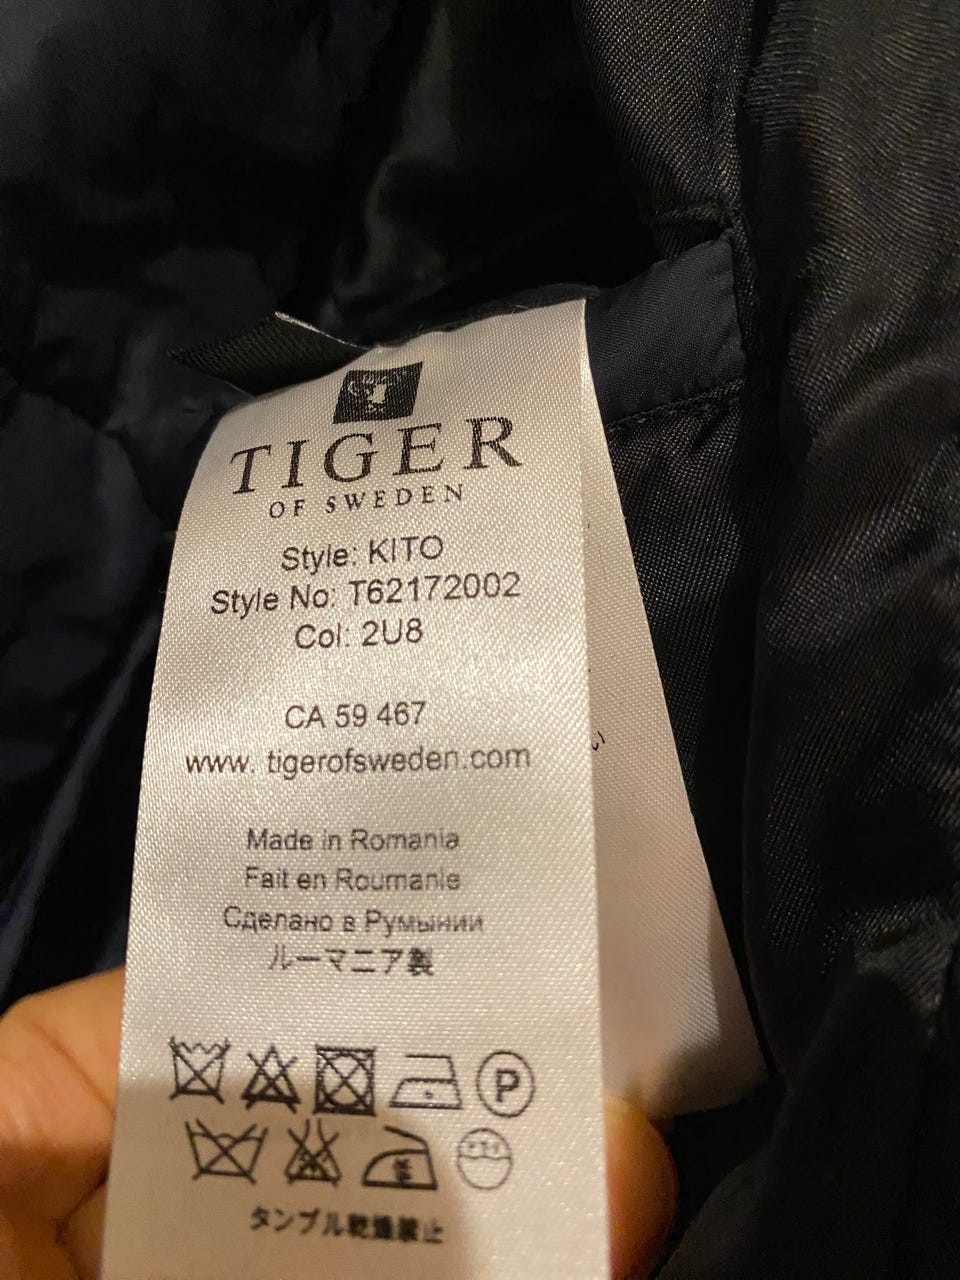 TIGER
OF SWEDEN
Style: KITO
Style No: T62172002
Col: 2U8
CA 59 467
www. tigerofsweden.com
Made in Romania
Fait en Roumanie
Сделано в Румынии
ルーマニア製
P
タンブル乾燥禁止